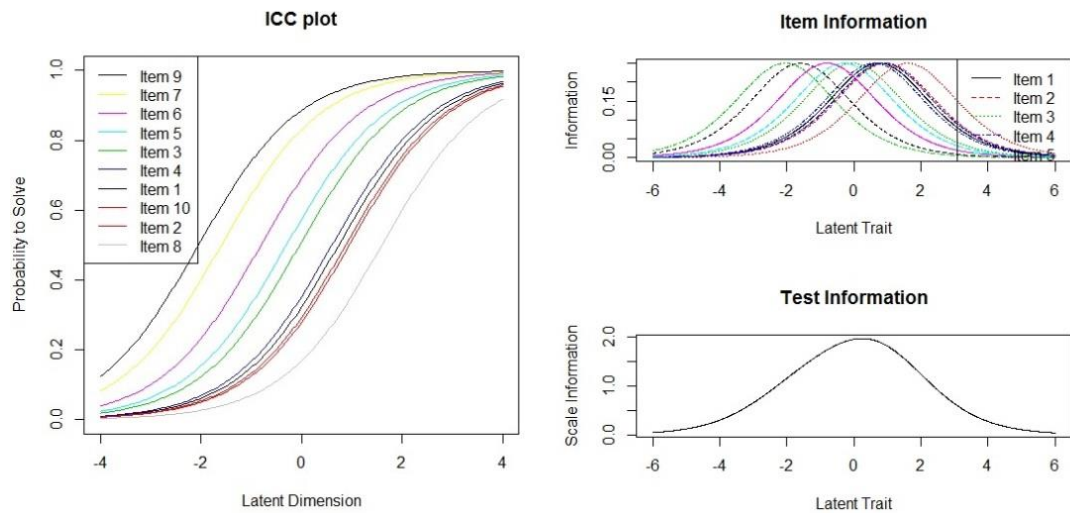 ICC plot
Probability to Solve
1.0
0.8
0.6
0.4
0.2
0.0
Item 9
Item 7
Item 6
Item 5
Item 3
Item 4
Item 1
Item 10
Item 2
Item 8
-4
-2
0
2
4
Latent Dimension
Item Information
Information
0.15
0.00
Item 1
Item 2
Item 3
Item 4
-6
-4
-2
0
2
4
6
Latent Trait
Test Information
Scale Information
2.0
1.0
0.0
-6
-4
-2
0
2
4
6
Latent Trait